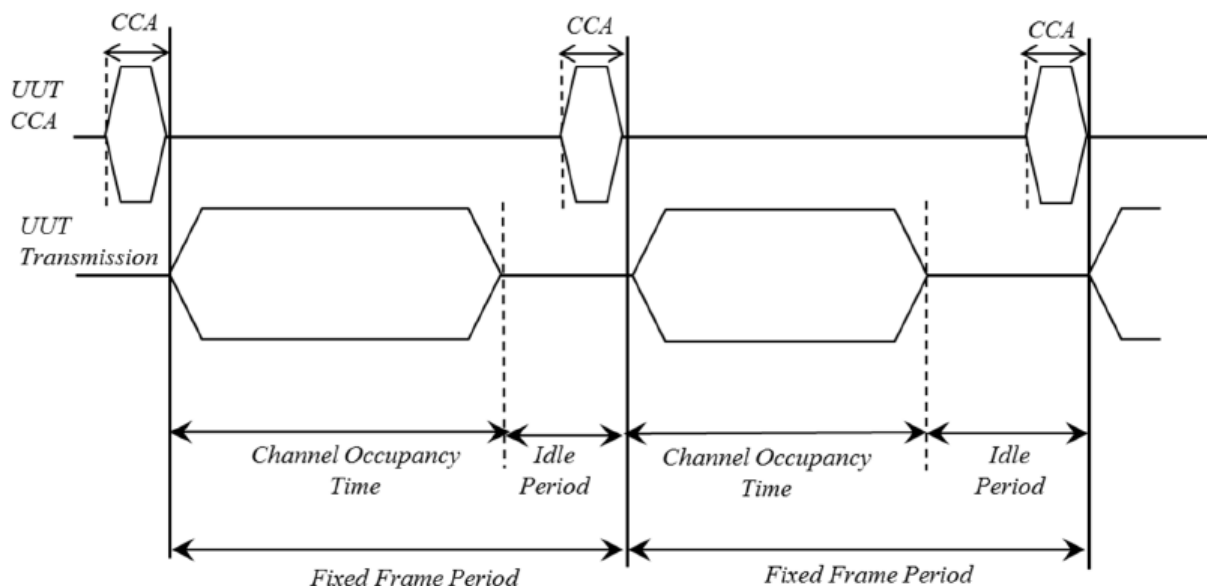 CCA
CCA
CCA
UUT
CCA
UUT
Transmission
Channel Occupancy
Time
Idle
Period
Channel Occupancy
Time
Idle
Period
Fixed Frame Period
Fixed Frame Period